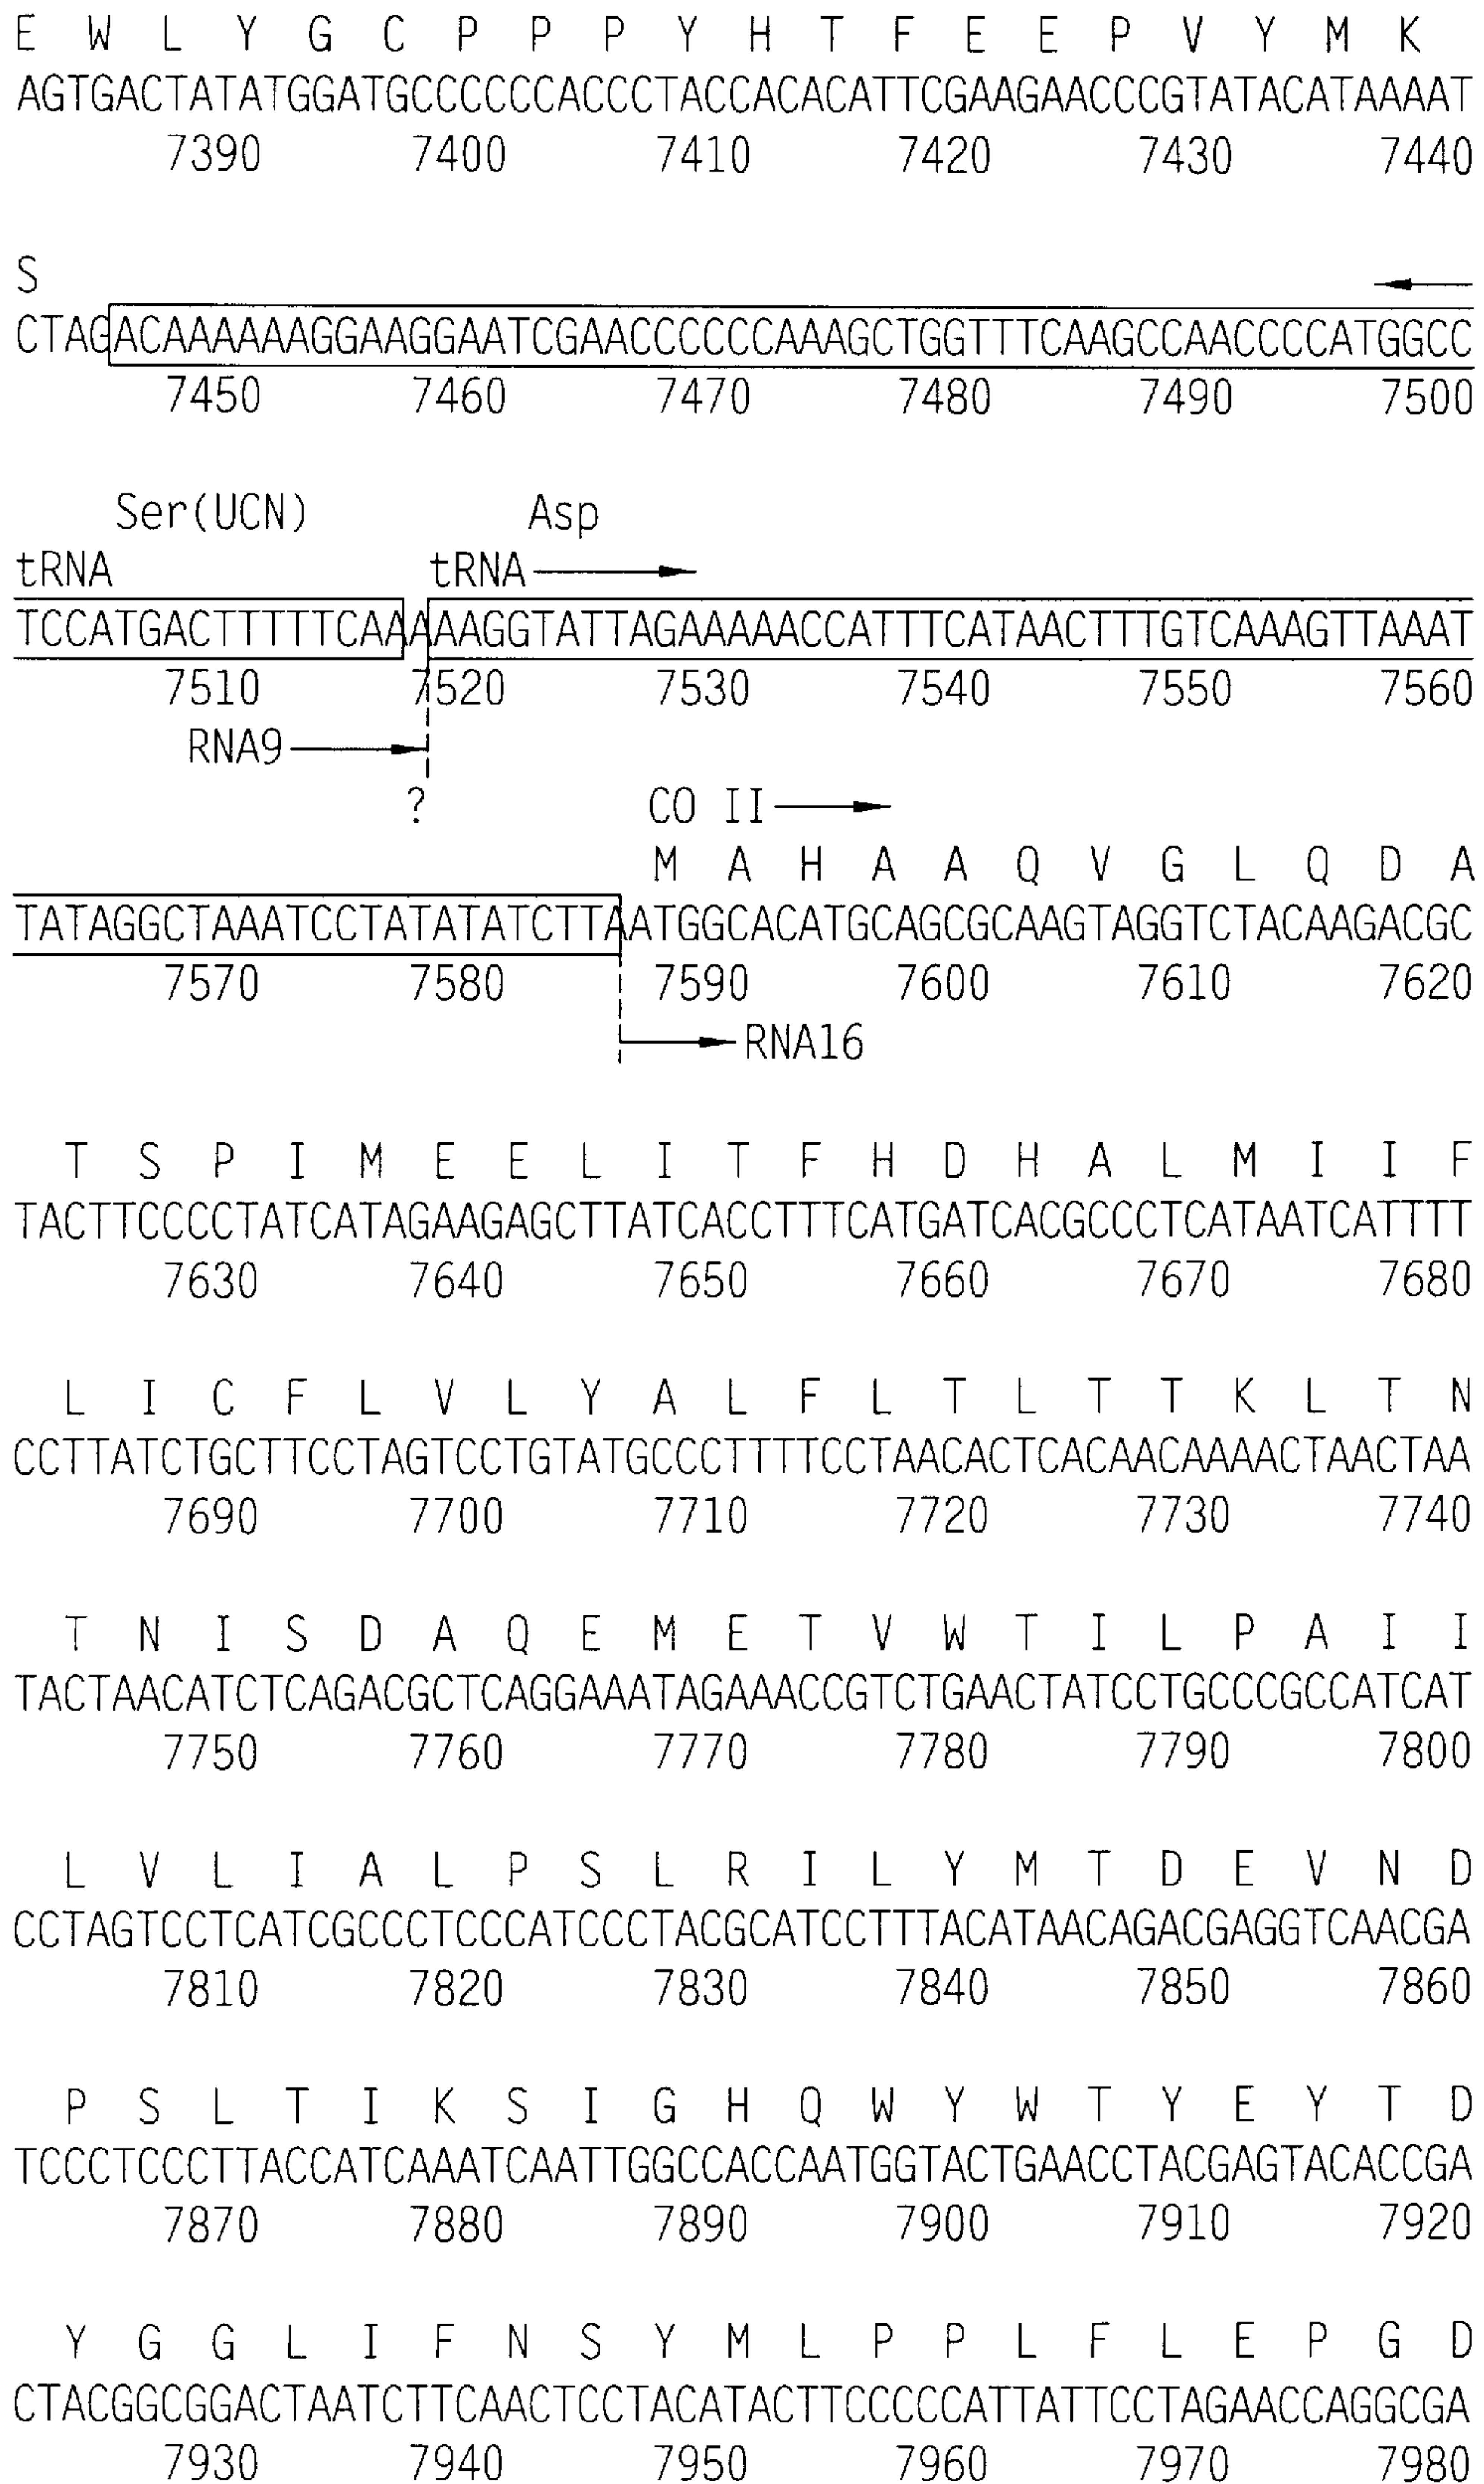 E W L Y G C P P P Y H T F E E P V Y M K
AGTGACTATATGGATGCCCCCCACCCTACCACACATTCGAAGAACCCGTATACATAAAAT
7390 7400 7410 7420 7430 7440
S
CTAGACAAAAAAGGAAGGAATCGAACCCCCCAAAGCTGGTTTCAAGCCAACCCCATGGCC
7450 7460 7470 7480 7490 7500
Ser(UCN) Asp
tRNA tRNA
TCCATGACTTTTTCAAAAAGGTATTAGAAAAACCATTTCATAACTTTGTCAAAGTTAAAT
7510 7520 7530 7540 7550 7560
RNA9
? CO II
M A H A A Q V G L Q D A
TATAGGCTAAATCCTATATATCTTAATGGCACATGCAGCGCAAGTAGGTCTACAAGACGC
7570 7580 7590 7600 7610 7620
RNA16
T S P I M E E L I T F H D H A L M I I F
TACTTCCCCTATCATAGAAGAGCTTATCACCTTTCATGATCACGCCCTCATAATCATTTT
7630 7640 7650 7660 7670 7680
L I C F L V L Y A L F L T L T T K L T N
CCTTATCTGCTTCCTAGTCCTGTATGCCCTTTTCCTAACACTCACAACAAAACTAACTAA
7690 7700 7710 7720 7730 7740
T N I S D A Q E M E T V W T I L P A I I
TACTAACATCTCAGACGCTCAGGAAATAGAAACCGTCTGAACTATCCTGCCCGCCATCAT
7750 7760 7770 7780 7790 7800
L V L I A L P S L R I L Y M T D E V N D
CCTAGTCCTCATCGCCCTCCCATCCCTACGCATCCTTTACATAACAGACGAGGTCAACGA
7810 7820 7830 7840 7850 7860
P S L T I K S I G H Q W Y W T Y E Y T D
TCCCTCCCTTACCATCAAATCAATTGGCCACCAATGGTACTGAACCTACGAGTACACCGA
7870 7880 7890 7900 7910 7920
Y G G L I F N S Y M L P P L F L E P G D
CTACGGCGGACTAATCTTCAACTCCTACATACTTCCCCCATTATTCCTAGAACCAGGCGA
7930 7940 7950 7960 7970 7980